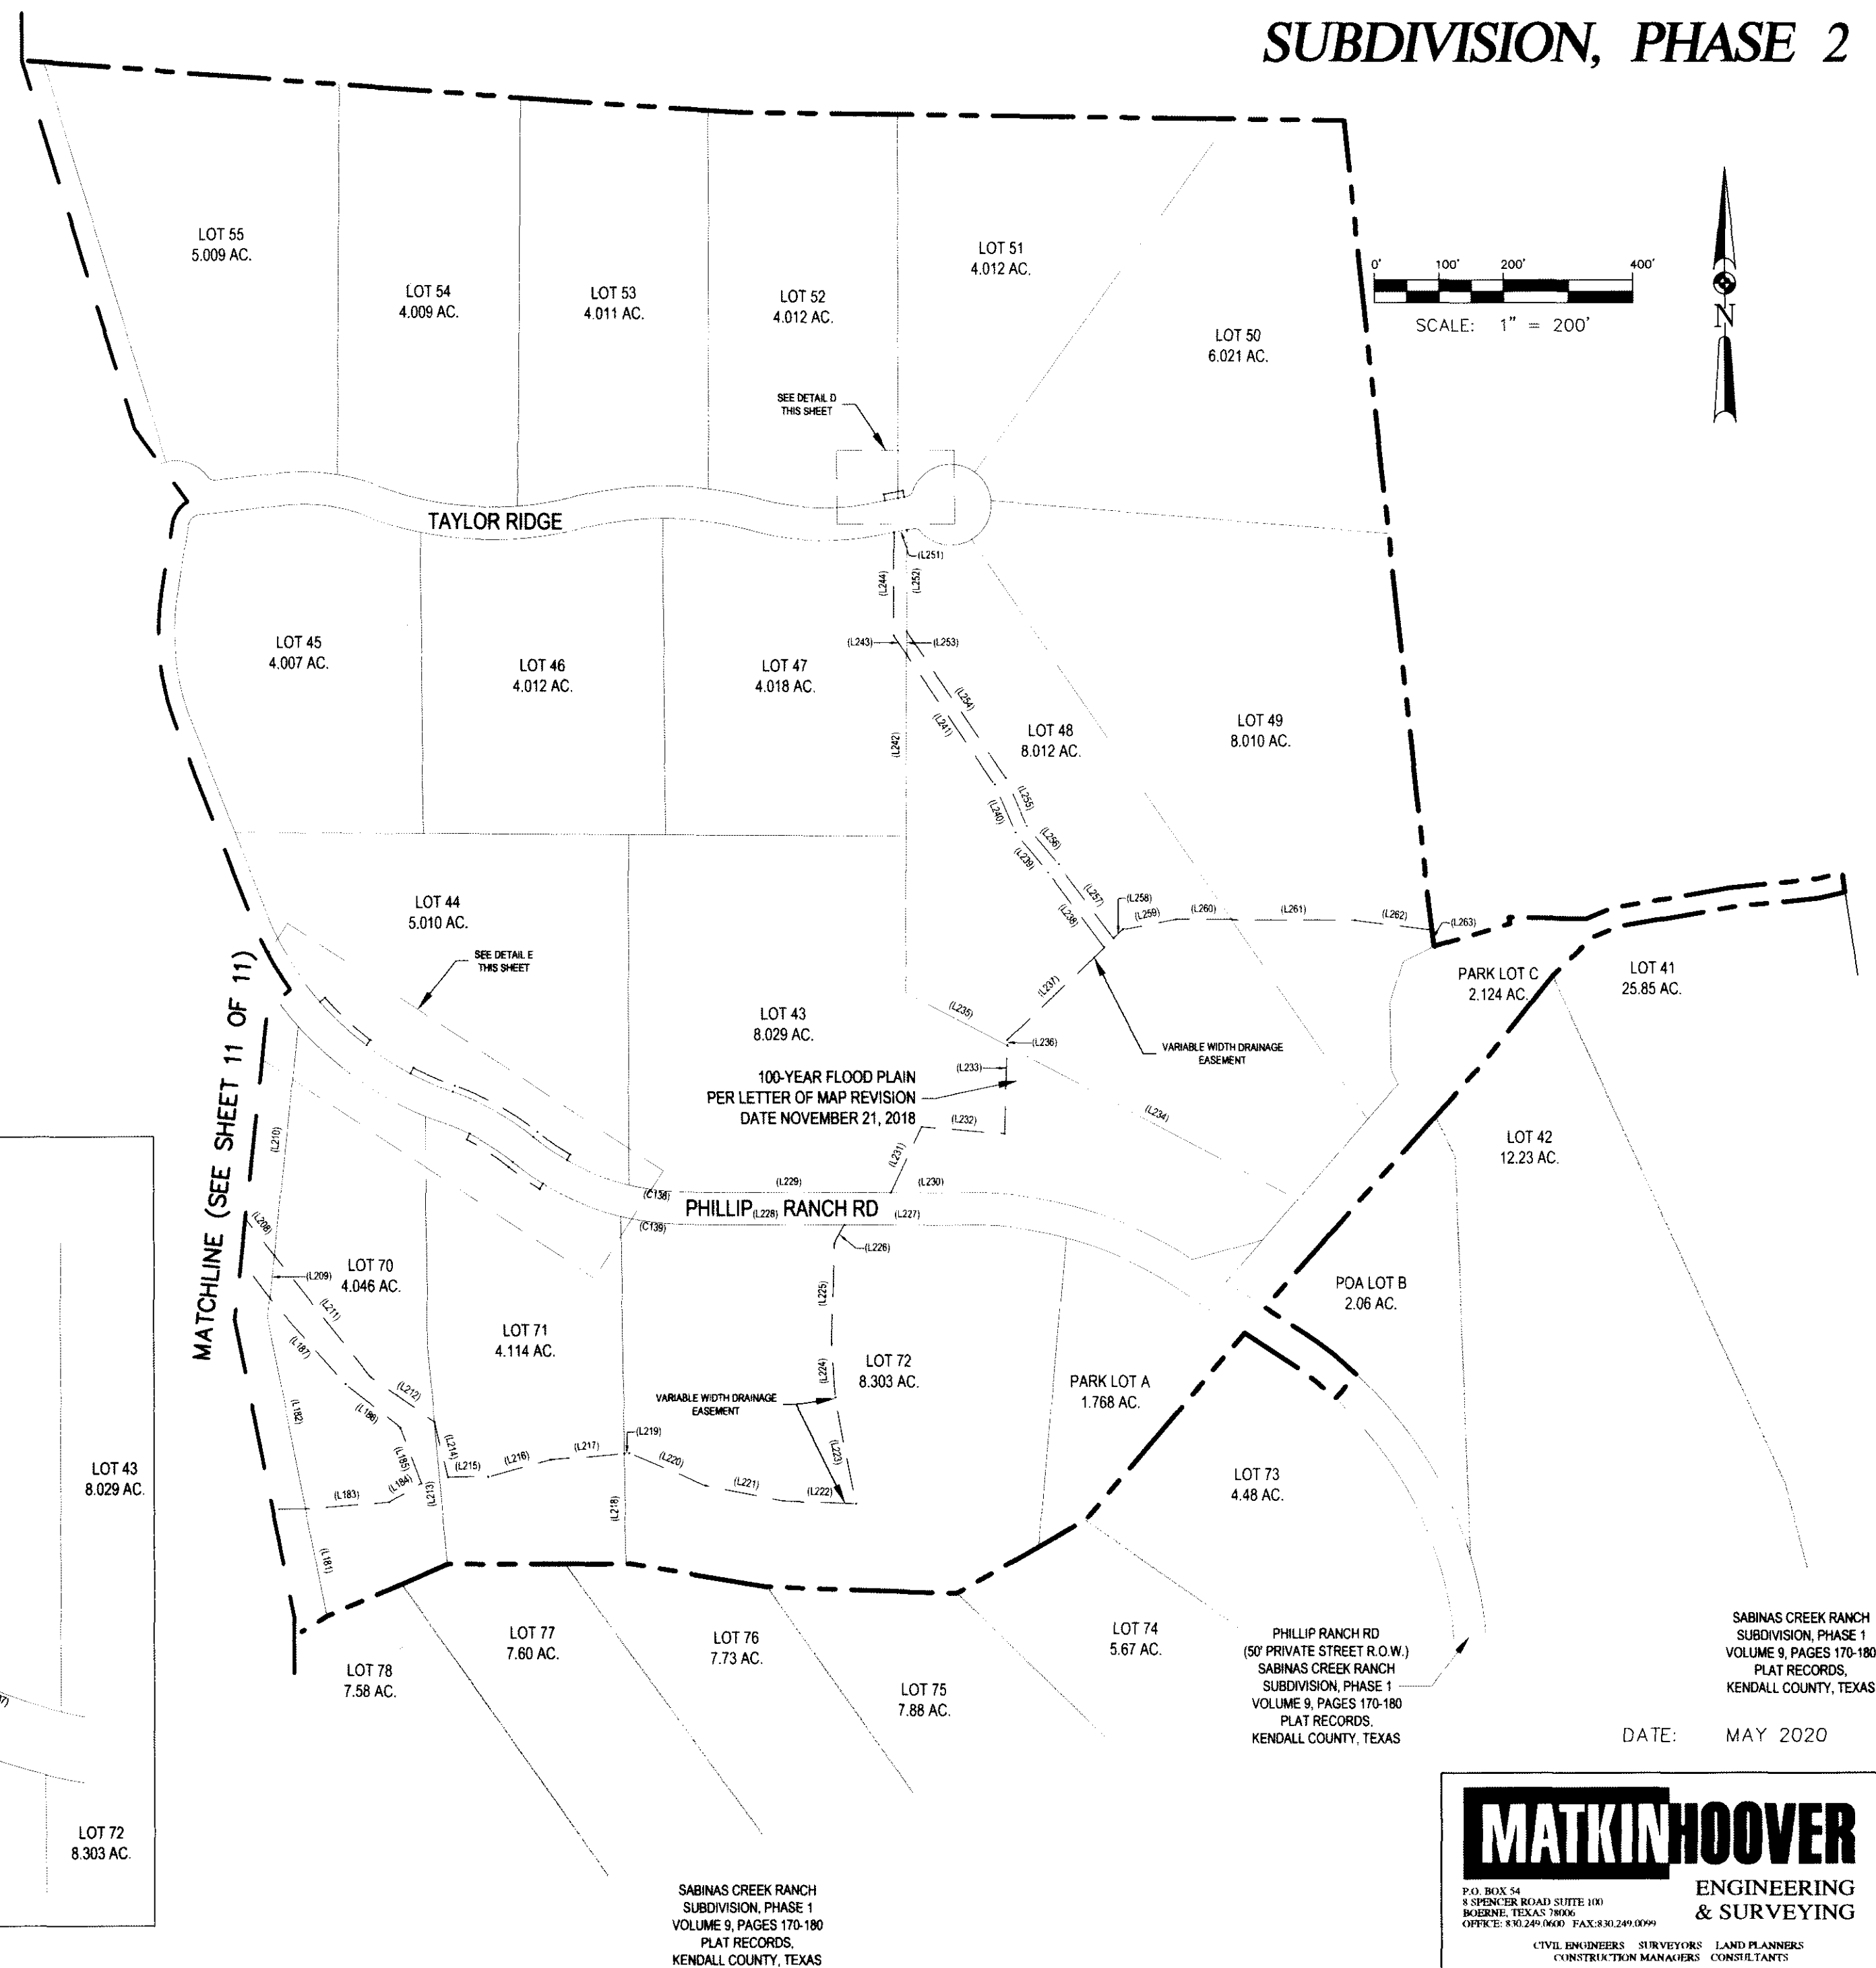 SUBDIVISION, PHASE 2
LOT 55
5.009 AC.
LOT 54
4.009 AC.
LOT 53
4.011 AC.
LOT 52
4.012 AC.
LOT 51
4.012 AC.
LOT 50
6.021 AC.
0' 100' 200' 400'
SCALE: 1" = 200'
N
SEE DETAIL D
THIS SHEET
TAYLOR RIDGE
(L251)
(L244)
(L252)
(L243)
(L253)
LOT 45
4.007 AC.
LOT 46
4.012 AC.
LOT 47
4.018 AC.
(L254)
(L241)
(L242)
LOT 48
8.012 AC.
LOT 49
8.010 AC.
(L255)
(L240)
(L256)
(L239)
(L257)
(L238)
(L258)
(L259)
(L260)
(L261)
(L262)
(L263)
LOT 44
5.010 AC.
SEE DETAIL E
THIS SHEET
MATCHLINE (SEE SHEET 11 OF 11)
PARK LOT C
2.124 AC.
LOT 41
25.85 AC.
(L237)
(L235)
LOT 43
8.029 AC.
(L236)
VARIABLE WIDTH DRAINAGE
EASEMENT
(L233)
100-YEAR FLOOD PLAIN
PER LETTER OF MAP REVISION
DATE NOVEMBER 21, 2018
(L234)
(L232)
(L231)
LOT 42
12.23 AC.
(L210)
(L229)
(L230)
(C138)
PHILLIP RANCH RD
(L228)
(L227)
(C139)
(L208)
(L226)
(L209)
LOT 70
4.046 AC.
(L225)
POA LOT B
2.06 AC.
(L211)
(L187)
LOT 71
4.114 AC.
LOT 72
8.303 AC.
(L224)
PARK LOT A
1.768 AC.
(L212)
(L186)
(L182)
VARIABLE WIDTH DRAINAGE
EASEMENT
(L219)
(L214)
(L217)
(L216)
(L215)
(L185)
(L184)
(L220)
(L223)
(L221)
(L222)
(L183)
(L213)
(L218)
(L181)
LOT 43
8.029 AC.
LOT 73
4.48 AC.
LOT 77
7.60 AC.
LOT 76
7.73 AC.
LOT 74
5.67 AC.
LOT 78
7.58 AC.
LOT 75
7.88 AC.
PHILLIP RANCH RD
(50' PRIVATE STREET R.O.W.)
SABINAS CREEK RANCH
SUBDIVISION, PHASE 1
VOLUME 9, PAGES 170-180
PLAT RECORDS,
KENDALL COUNTY, TEXAS
SABINAS CREEK RANCH
SUBDIVISION, PHASE 1
VOLUME 9, PAGES 170-180
PLAT RECORDS,
KENDALL COUNTY, TEXAS
DATE: MAY 2020
LOT 72
8.303 AC.
SABINAS CREEK RANCH
SUBDIVISION, PHASE 1
VOLUME 9, PAGES 170-180
PLAT RECORDS,
KENDALL COUNTY, TEXAS
MATKINHOOVER
ENGINEERING
& SURVEYING
P.O. BOX 54
8 SPENCER ROAD SUITE 100
BOERNE, TEXAS 78006
OFFICE: 830.249.0600 FAX:830.249.0099
CIVIL ENGINEERS SURVEYORS LAND PLANNERS
CONSTRUCTION MANAGERS CONSULTANTS